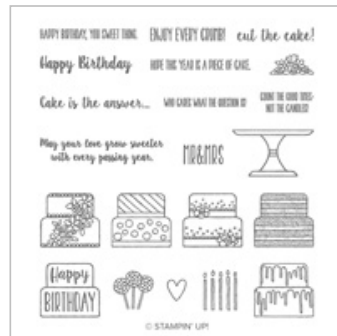 HAPPY BIRTHDAY, YOU SWEET THING.
ENJOY EVERY CRUMB!
cut the cake!
Happy Birthday
HOPE THIS YEAR IS A PIECE OF CAKE.
Cake is the answer...
WHO CARES WHAT THE QUESTION IS!
COUNT THE GOOD TIMES-
NOT THE CANDLES!
May your love grow sweeter
with every passing year.
MR&MRS
Happy
BIRTHDAY
© STAMPIN' UP!